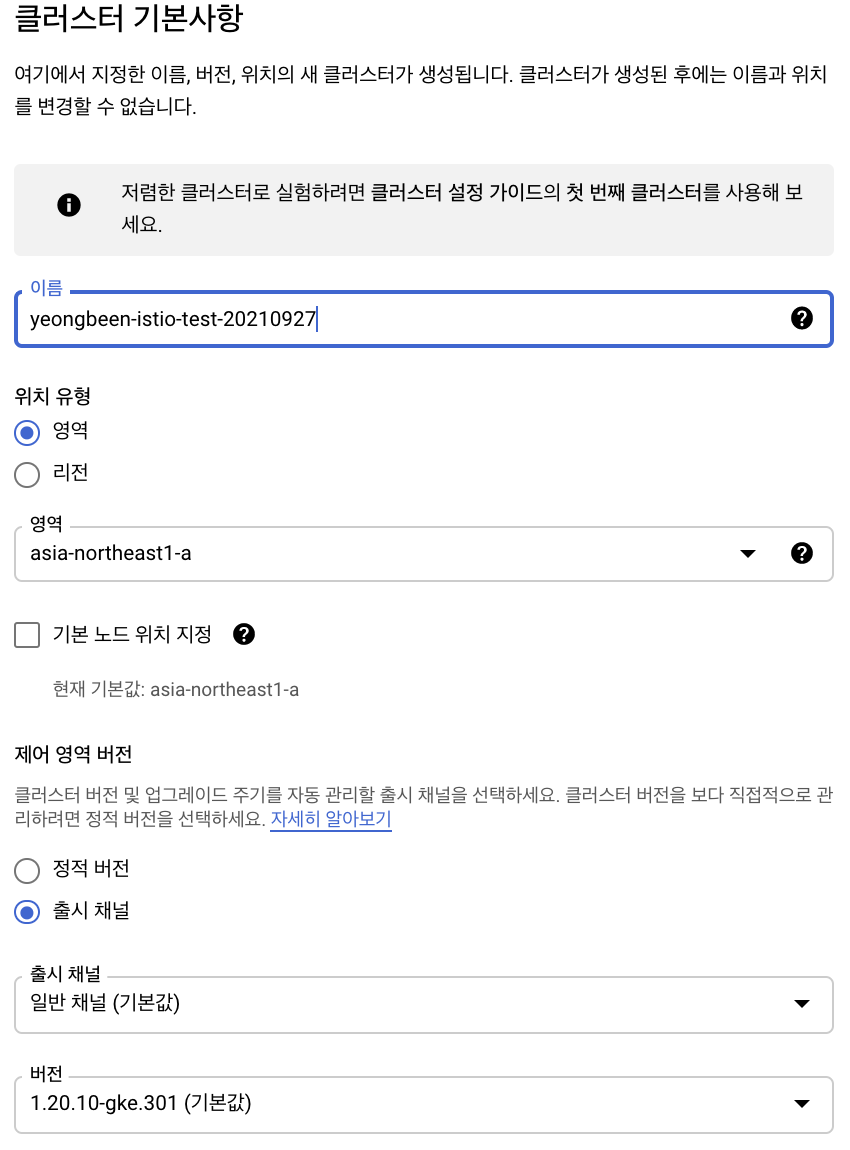 클러스터 기본사항
여기에서 지정한 이름, 버전, 위치의 새 클러스터가 생성됩니다. 클러스터가 생성된 후에는 이름과 위치
를 변경할 수 없습니다.
저렴한 클러스터로 실험하려면 클러스터 설정 가이드의 첫 번째 클러스터를 사용해 보
세요.
이름
yeongbeen-istio-test-20210927
위치 유형
영역
리전
영역
asia-northeast1-a
기본 노드 위치 지정
현재 기본값: asia-northeast1-a
제어 영역 버전
클러스터 버전 및 업그레이드 주기를 자동 관리할 출시 채널을 선택하세요. 클러스터 버전을 보다 직접적으로 관
리하려면 정적 버전을 선택하세요. 자세히 알아보기
정적 버전
출시 채널
출시 채널
일반 채널 (기본값)
버전
1.20.10-gke.301 (기본값)